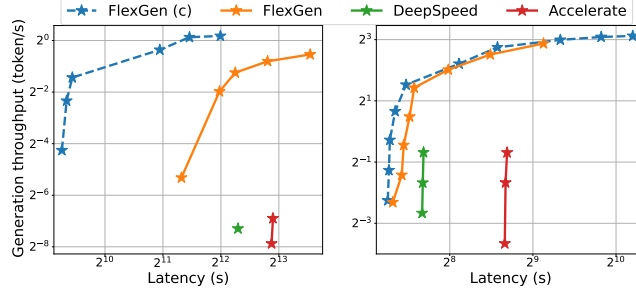 FlexGen (c) FlexGen DeepSpeed Accelerate
Generation throughput (token/s)
2^0
2^-2
2^-4
2^-6
2^-8
2^10 2^11 2^12 2^13
Latency (s)
2^3
2^1
2^-1
2^-3
2^8 2^9 2^10
Latency (s)